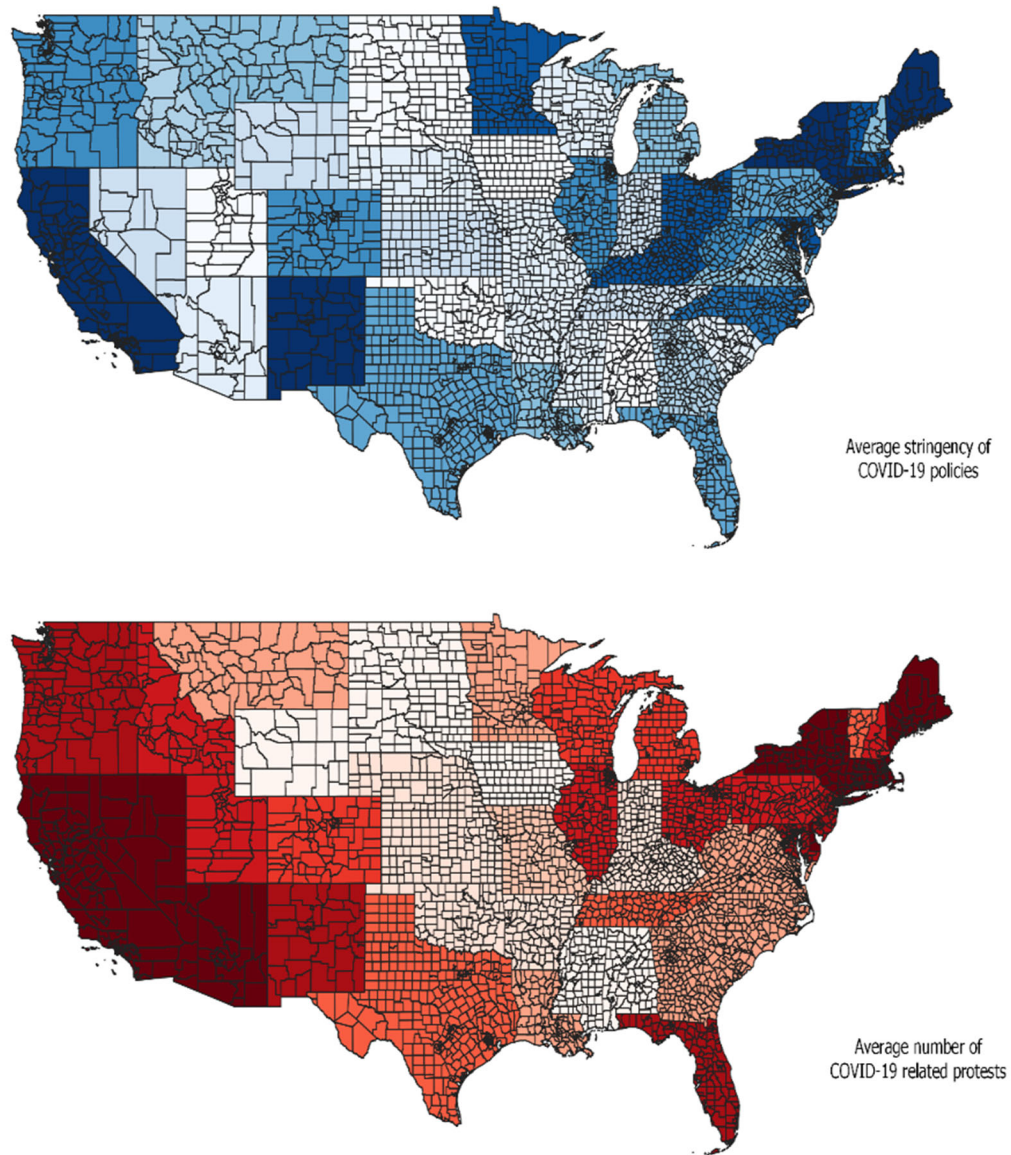 Average stringency of
COVID-19 policies
Average number of
COVID-19 related protests